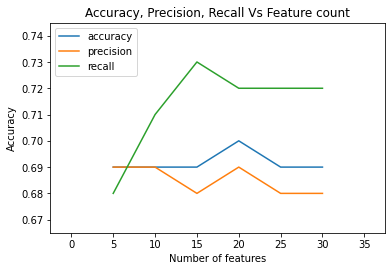 Accuracy, Precision, Recall Vs Feature count
accuracy
precision
recall
Accuracy
0.74
0.73
0.72
0.71
0.70
0.69
0.68
0.67
0 5 10 15 20 25 30 35
Number of features